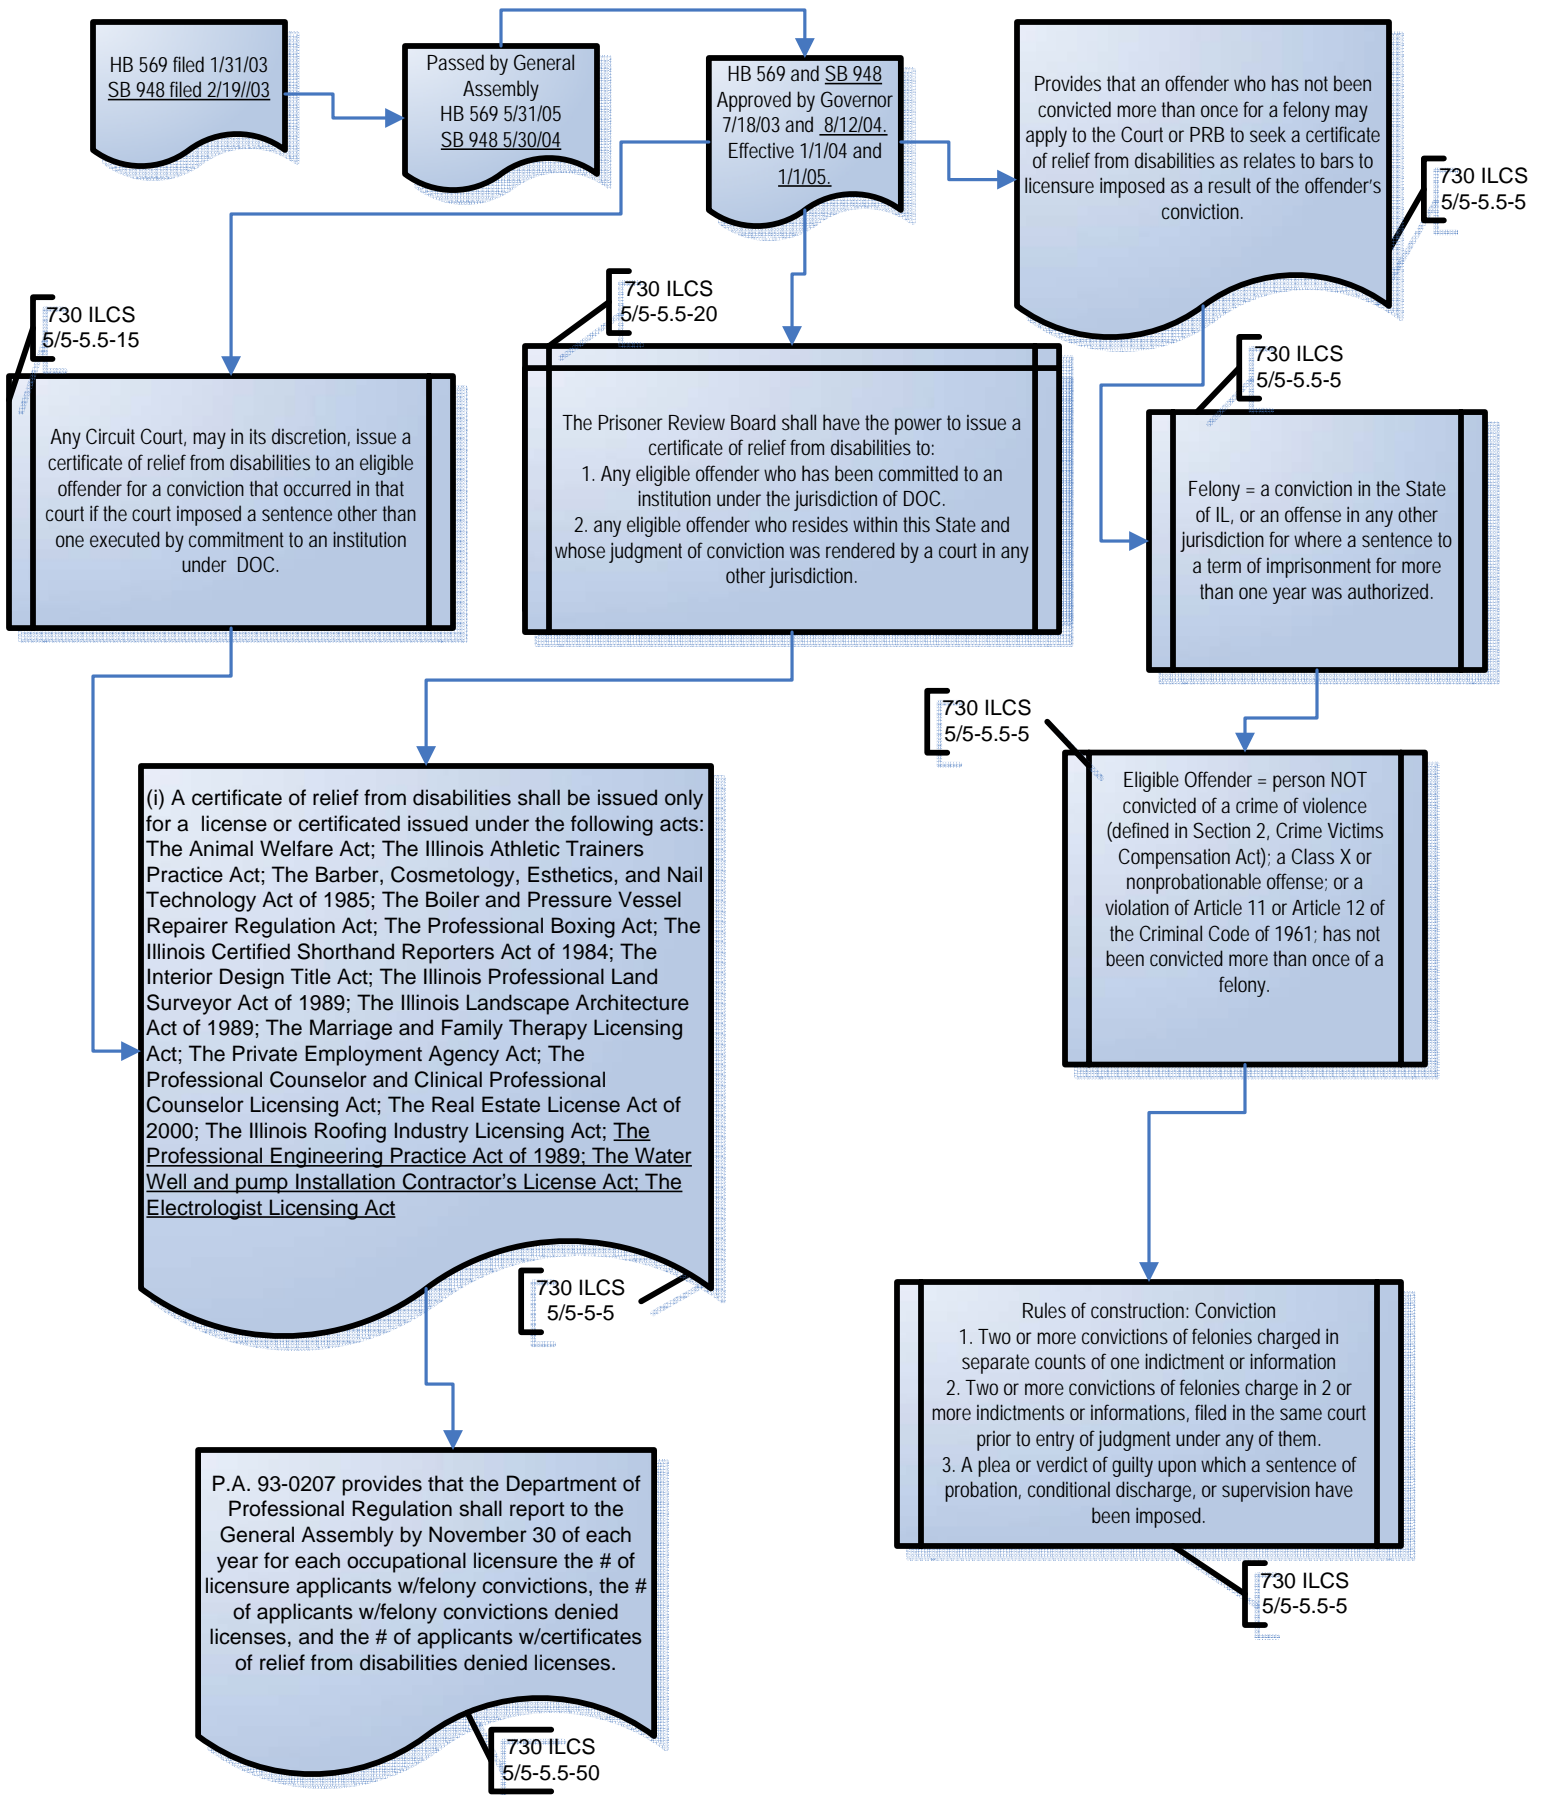 HB 569 filed 1/31/03
SB 948 filed 2/19//03
Passed by General
Assembly
HB 569 5/31/05
SB 948 5/30/04
HB 569 and SB 948
Approved by Governor
7/18/03 and 8/12/04.
Effective 1/1/04 and
1/1/05.
Provides that an offender who has not been
convicted more than once for a felony may
apply to the Court or PRB to seek a certificate
of relief from disabilities as relates to bars to
licensure imposed as a result of the offender's
conviction.
730 ILCS
5/5-5.5-5
730 ILCS
5/5-5.5-15
Any Circuit Court, may in its discretion, issue a
certificate of relief from disabilities to an eligible
offender for a conviction that occurred in that
court if the court imposed a sentence other than
one executed by commitment to an institution
under DOC.
730 ILCS
5/5-5.5-20
The Prisoner Review Board shall have the power to issue a
certificate of relief from disabilities to:
1. Any eligible offender who has been committed to an
institution under the jurisdiction of DOC.
2. any eligible offender who resides within this State and
whose judgment of conviction was rendered by a court in any
other jurisdiction.
730 ILCS
5/5-5.5-5
Felony = a conviction in the State
of IL, or an offense in any other
jurisdiction for where a sentence to
a term of imprisonment for more
than one year was authorized.
730 ILCS
5/5-5.5-5
Eligible Offender = person NOT
convicted of a crime of violence
(defined in Section 2, Crime Victims
Compensation Act); a Class X or
nonprobationable offense; or a
violation of Article 11 or Article 12 of
the Criminal Code of 1961; has not
been convicted more than once of a
felony.
(i) A certificate of relief from disabilities shall be issued only
for a license or certificated issued under the following acts:
The Animal Welfare Act; The Illinois Athletic Trainers
Practice Act; The Barber, Cosmetology, Esthetics, and Nail
Technology Act of 1985; The Boiler and Pressure Vessel
Repairer Regulation Act; The Professional Boxing Act; The
Illinois Certified Shorthand Reporters Act of 1984; The
Interior Design Title Act; The Illinois Professional Land
Surveyor Act of 1989; The Illinois Landscape Architecture
Act of 1989; The Marriage and Family Therapy Licensing
Act; The Private Employment Agency Act; The
Professional Counselor and Clinical Professional
Counselor Licensing Act; The Real Estate License Act of
2000; The Illinois Roofing Industry Licensing Act; The
Professional Engineering Practice Act of 1989; The Water
Well and pump Installation Contractor's License Act; The
Electrologist Licensing Act
730 ILCS
5/5-5-5
Rules of construction: Conviction
1. Two or more convictions of felonies charged in
separate counts of one indictment or information
2. Two or more convictions of felonies charge in 2 or
more indictments or informations, filed in the same court
prior to entry of judgment under any of them.
3. A plea or verdict of guilty upon which a sentence of
probation, conditional discharge, or supervision have
been imposed.
730 ILCS
5/5-5.5-5
P.A. 93-0207 provides that the Department of
Professional Regulation shall report to the
General Assembly by November 30 of each
year for each occupational licensure the # of
licensure applicants w/felony convictions, the #
of applicants w/felony convictions denied
licenses, and the # of applicants w/certificates
of relief from disabilities denied licenses.
730 ILCS
5/5-5.5-50